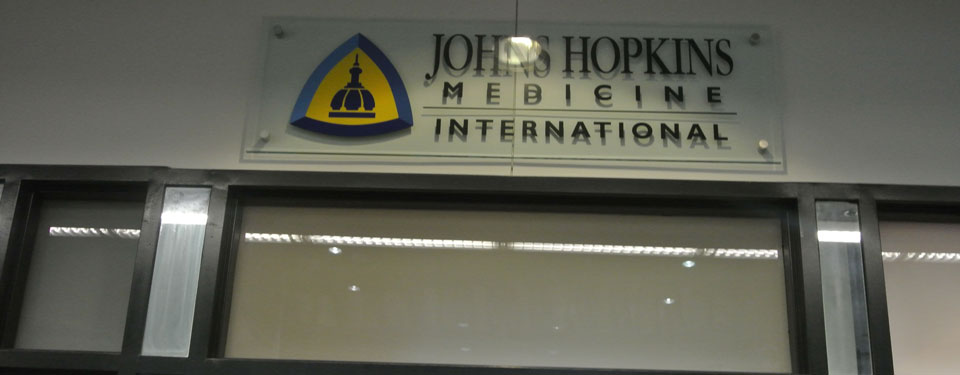 JOHNS HOPKINS
MEDICINE
INTERNATIONAL